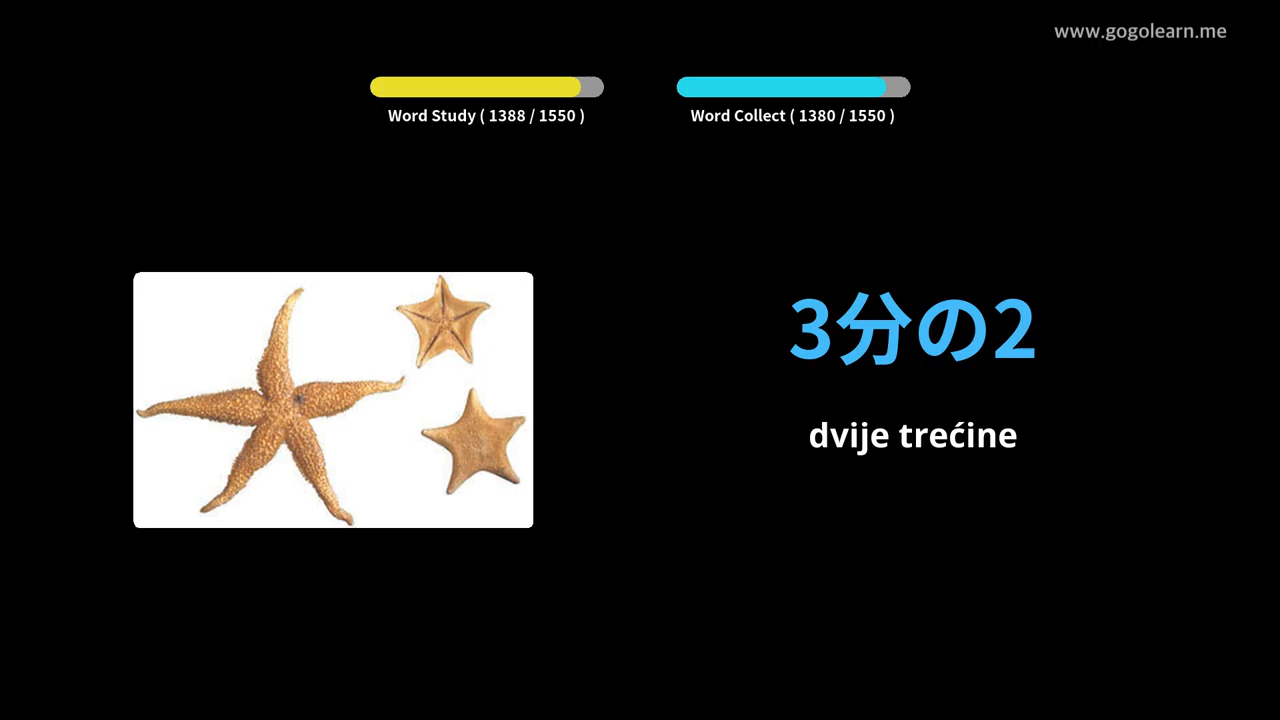 www.gogolearn.me
Word Study ( 1388 / 1550 )
Word Collect ( 1380 / 1550 )
3分の2
dvije trećine